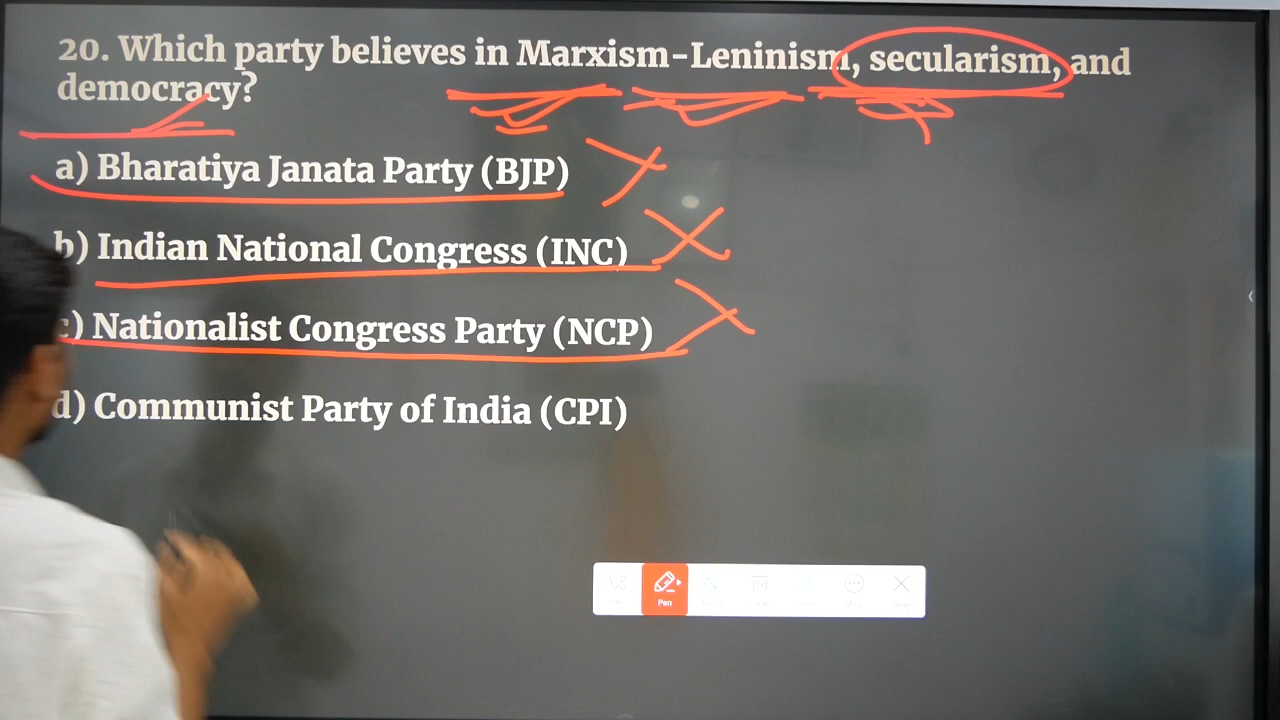 20. Which party believes in Marxism-Leninism, secularism, and
democracy?
a) Bharatiya Janata Party (BJP)
b) Indian National Congress (INC)
c) Nationalist Congress Party (NCP)
d) Communist Party of India (CPI)
Pen